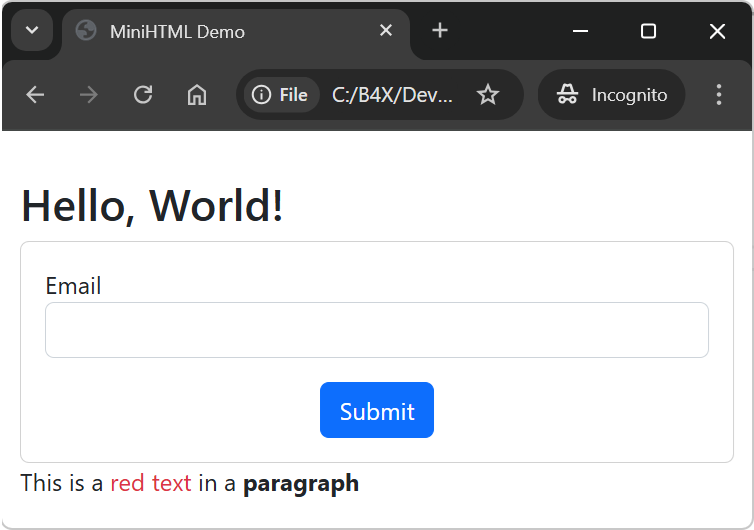 MiniHTML Demo
File C:/B4X/Dev... Incognito
Hello, World!
Email
Submit
This is a red text in a paragraph